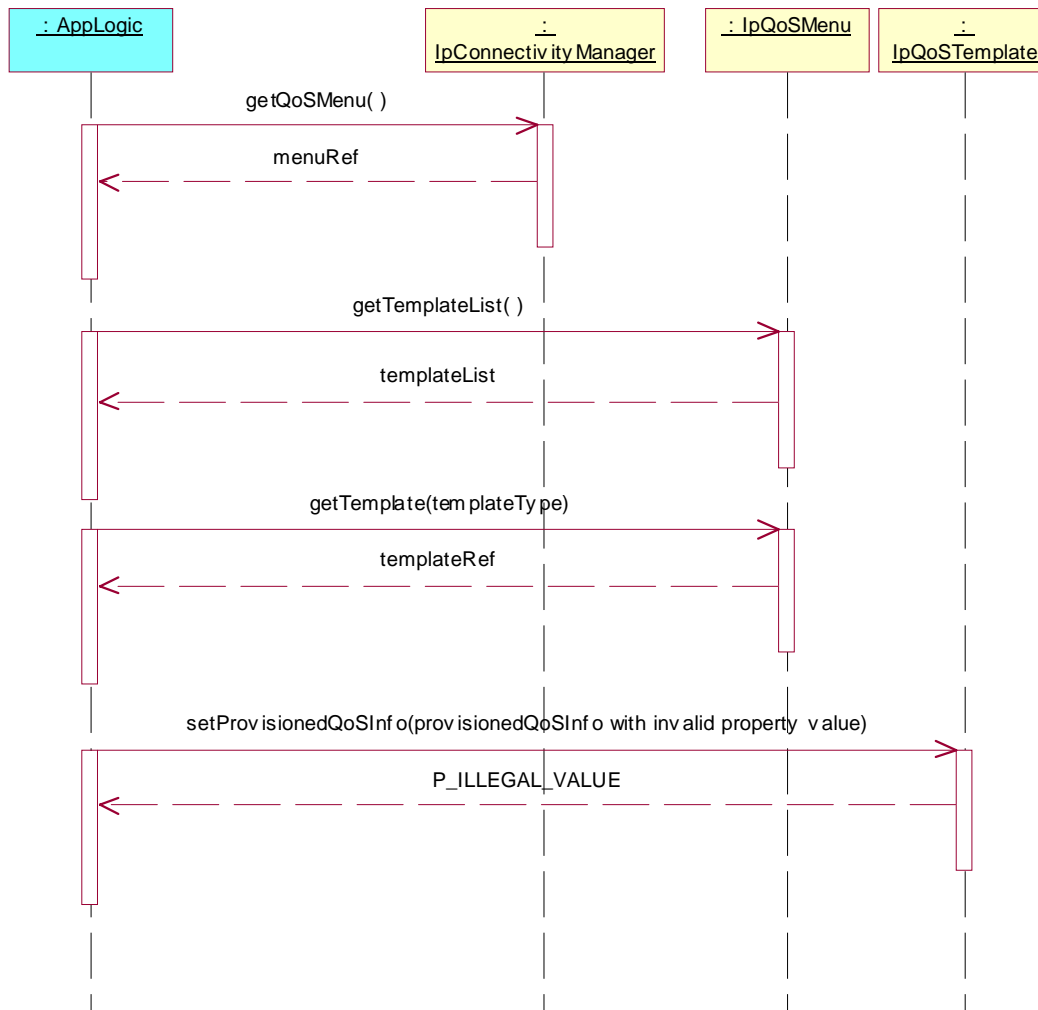 : AppLogic
:
IpConnectivityManager
: IpQoSMenu
:
IpQoSTemplate
getQoSMenu( )
menuRef
getTemplateList( )
templateList
getTemplate(templateType)
templateRef
setProvisionedQoSInfo(provisionedQoSInfo with invalid property value)
P_ILLEGAL_VALUE